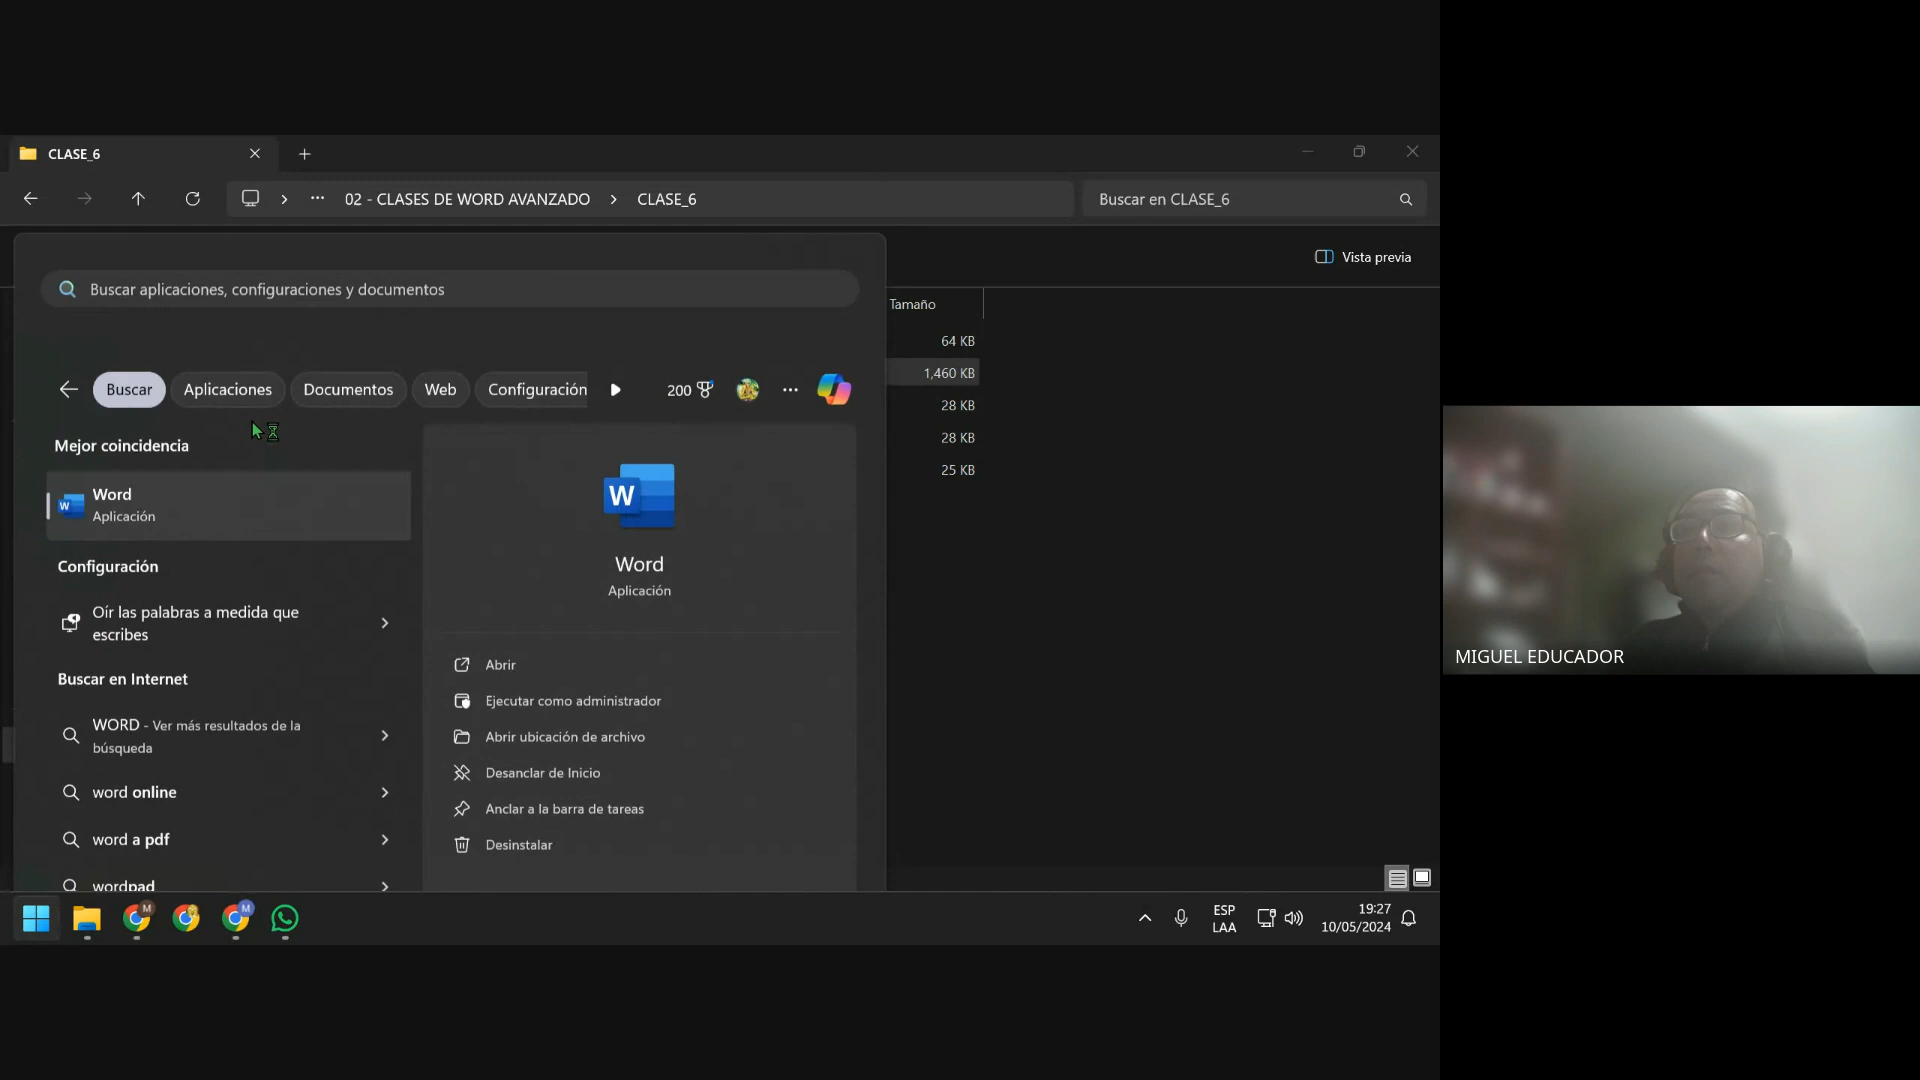 CLASE_6
02 - CLASES DE WORD AVANZADO
CLASE_6
Buscar en CLASE_6
Vista previa
Buscar aplicaciones, configuraciones y documentos
Tamaño
64 KB
1,460 KB
28 KB
28 KB
25 KB
Buscar
Aplicaciones
Documentos
Web
Configuración
200
Mejor coincidencia
Word
Aplicación
Configuración
Oír las palabras a medida que
escribes
Buscar en Internet
WORD - Ver más resultados de la
búsqueda
word online
word a pdf
wordpad
W
Word
Aplicación
Abrir
Ejecutar como administrador
Abrir ubicación de archivo
Desanclar de Inicio
Anclar a la barra de tareas
Desinstalar
ESP
LAA
19:27
10/05/2024
MIGUEL EDUCADOR